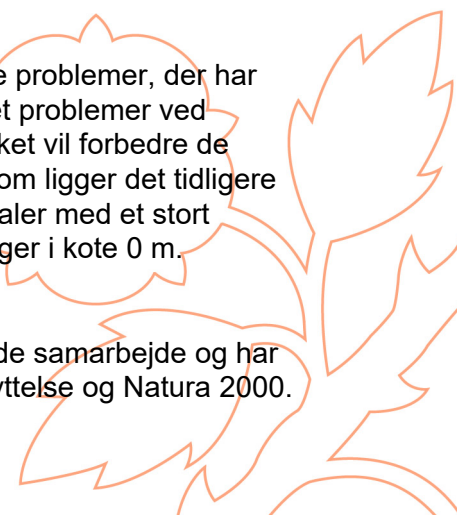 e problemer, der har
et problemer ved
ket vil forbedre de
om ligger det tidligere
aler med et stort
ger i kote 0 m.
de samarbejde og har
yttelse og Natura 2000.